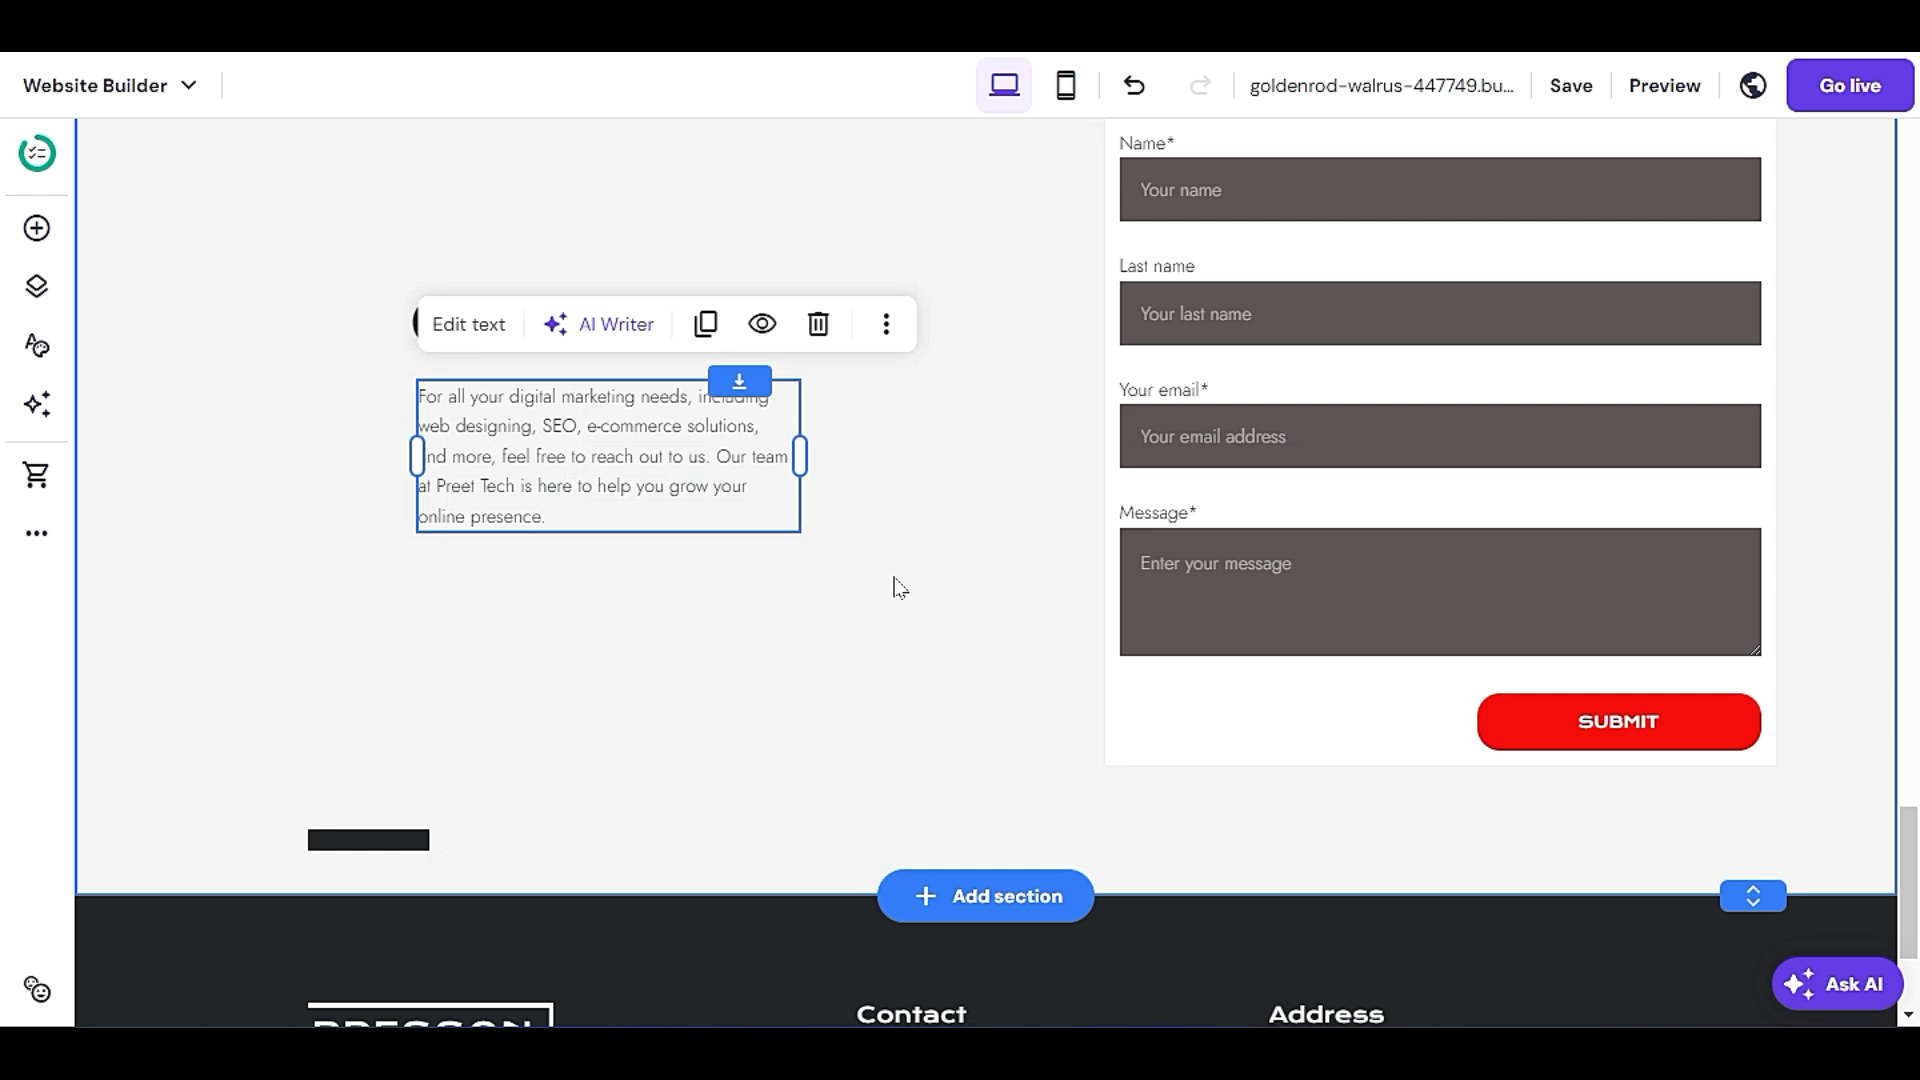 Website Builder
goldenrod-walrus-447749.bu...
Save
Preview
Go live
Name*
Your name
Last name
Your last name
Edit text
AI Writer
For all your digital marketing needs, including
web designing, SEO, e-commerce solutions,
and more, feel free to reach out to us. Our team
at Preet Tech is here to help you grow your
online presence.
Your email*
Your email address
Message*
Enter your message
SUBMIT
Add section
Ask AI
Contact
Address